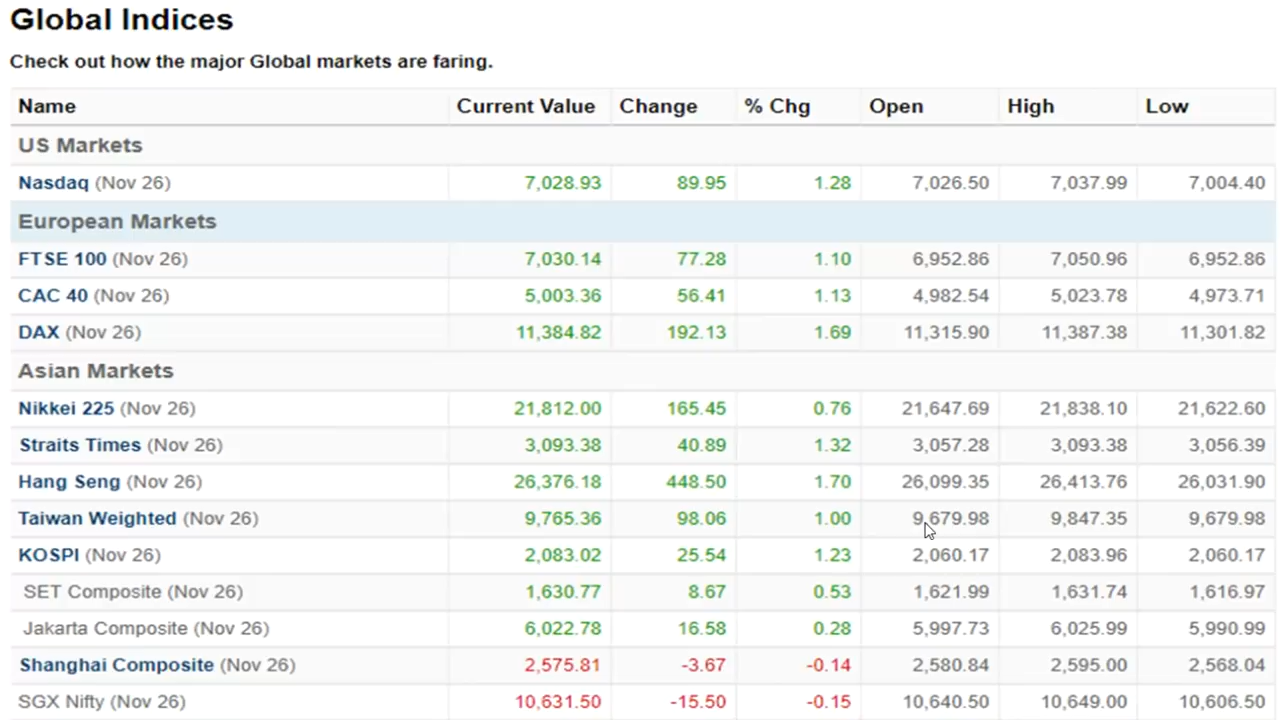 Global Indices
Check out how the major Global markets are faring.
Name Current Value Change % Chg Open High Low
US Markets
Nasdaq (Nov 26) 7,028.93 89.95 1.28 7,026.50 7,037.99 7,004.40
European Markets
FTSE 100 (Nov 26) 7,030.14 77.28 1.10 6,952.86 7,050.96 6,952.86
CAC 40 (Nov 26) 5,003.36 56.41 1.13 4,982.54 5,023.78 4,973.71
DAX (Nov 26) 11,384.82 192.13 1.69 11,315.90 11,387.38 11,301.82
Asian Markets
Nikkei 225 (Nov 26) 21,812.00 165.45 0.76 21,647.69 21,838.10 21,622.60
Straits Times (Nov 26) 3,093.38 40.89 1.32 3,057.28 3,093.38 3,056.39
Hang Seng (Nov 26) 26,376.18 448.50 1.70 26,099.35 26,413.76 26,031.90
Taiwan Weighted (Nov 26) 9,765.36 98.06 1.00 9,679.98 9,847.35 9,679.98
KOSPI (Nov 26) 2,083.02 25.54 1.23 2,060.17 2,083.96 2,060.17
SET Composite (Nov 26) 1,630.77 8.67 0.53 1,621.99 1,631.74 1,616.97
Jakarta Composite (Nov 26) 6,022.78 16.58 0.28 5,997.73 6,025.99 5,990.99
Shanghai Composite (Nov 26) 2,575.81 -3.67 -0.14 2,580.84 2,595.00 2,568.04
SGX Nifty (Nov 26) 10,631.50 -15.50 -0.15 10,640.50 10,649.00 10,606.50